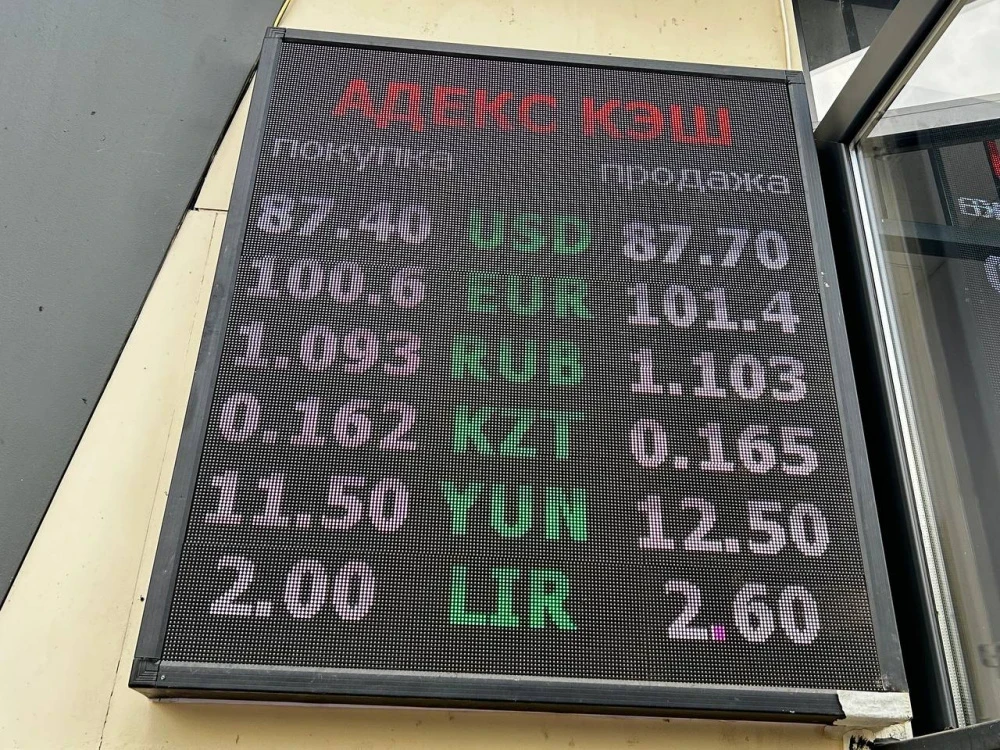 АДЕКС КЭШ
покупка продажа
87.40 USD 87.70
100.6 EUR 101.4
1.093 RUB 1.103
0.162 KZT 0.165
11.50 YUN 12.50
2.00 LIR 2.60